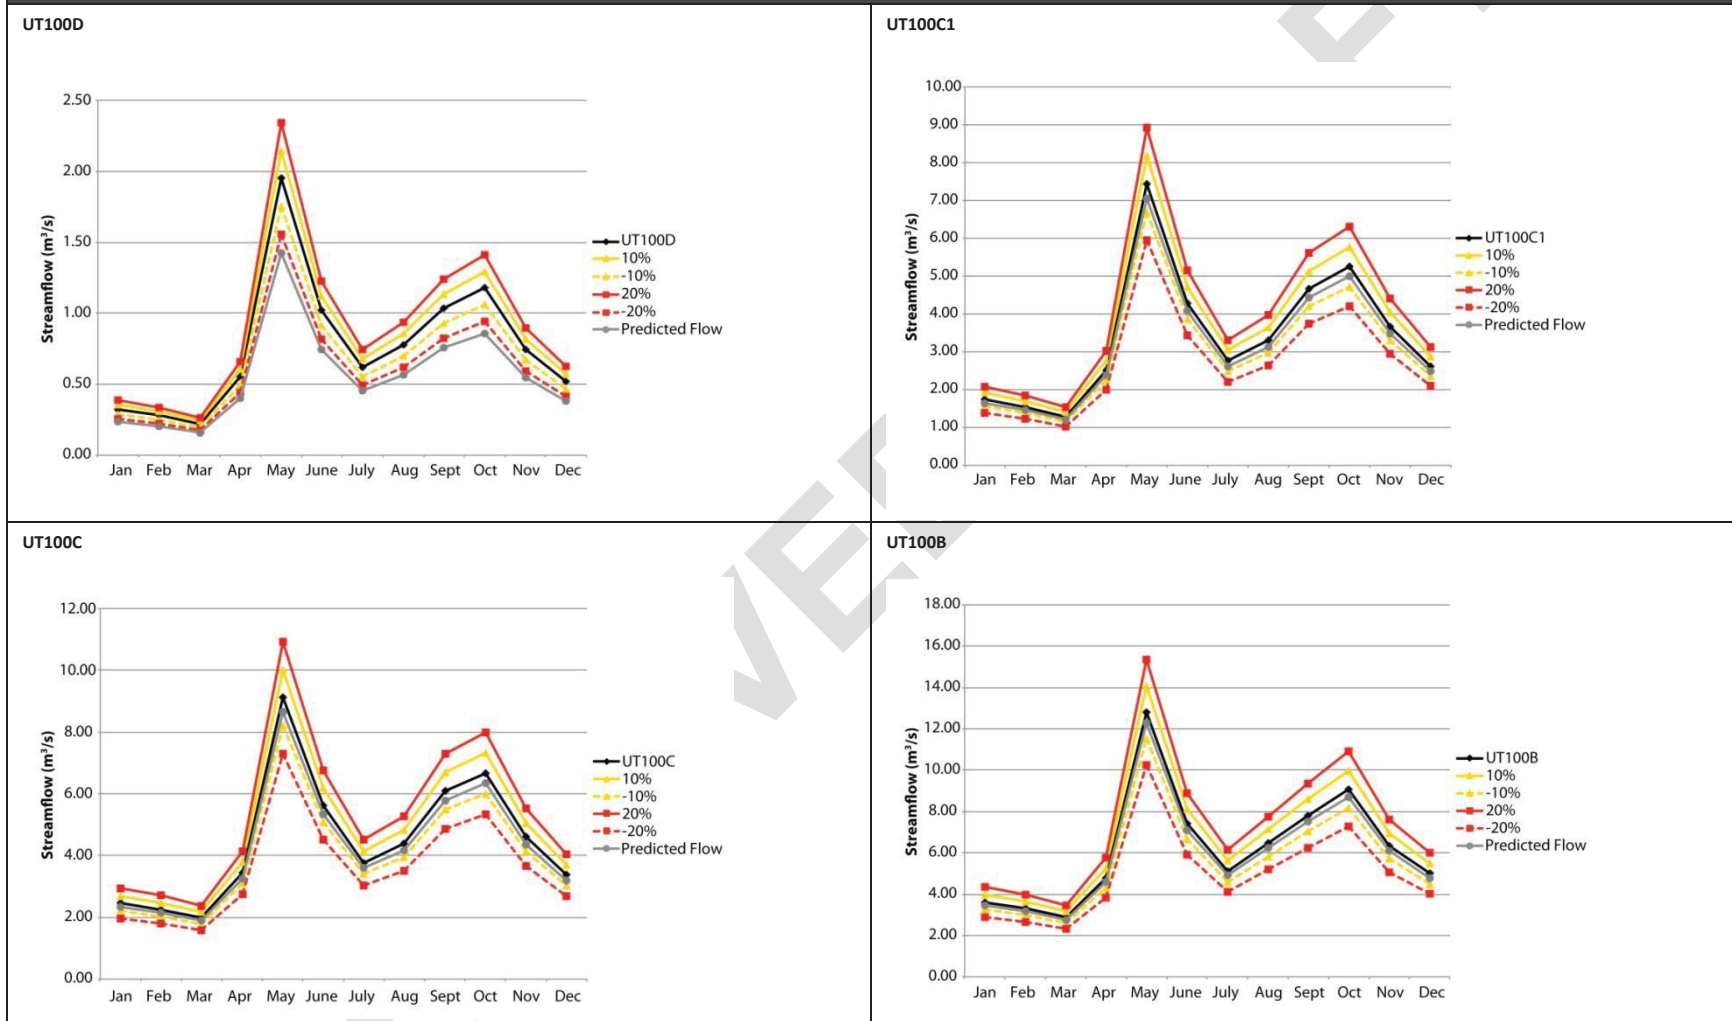 UT100D
2.50
2.00
1.50
1.00
0.50
0.00
Streamflow (m³/s)
Jan Feb Mar Apr May June July Aug Sept Oct Nov Dec
UT100D
10%
-10%
20%
-20%
Predicted Flow
UT100C1
10.00
9.00
8.00
7.00
6.00
5.00
4.00
3.00
2.00
1.00
0.00
Streamflow (m³/s)
Jan Feb Mar Apr May June July Aug Sept Oct Nov Dec
UT100C1
10%
-10%
20%
-20%
Predicted Flow
UT100C
12.00
10.00
8.00
6.00
4.00
2.00
0.00
Streamflow (m³/s)
Jan Feb Mar Apr May June July Aug Sept Oct Nov Dec
UT100C
10%
-10%
20%
-20%
Predicted Flow
UT100B
18.00
16.00
14.00
12.00
10.00
8.00
6.00
4.00
2.00
0.00
Streamflow (m³/s)
Jan Feb Mar Apr May June July Aug Sept Oct Nov Dec
UT100B
10%
-10%
20%
-20%
Predicted Flow